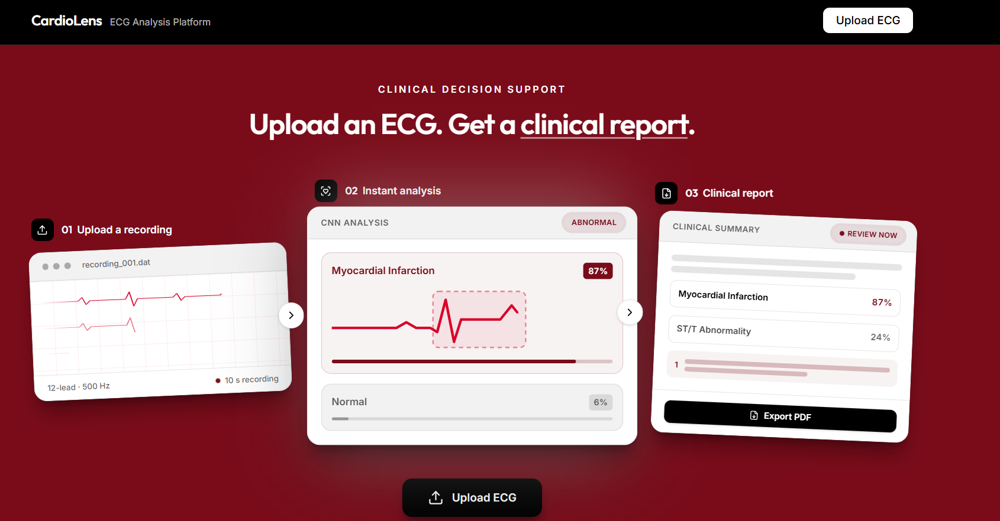 CardioLens ECG Analysis Platform
Upload ECG
CLINICAL DECISION SUPPORT
Upload an ECG. Get a clinical report.
01 Upload a recording
recording_001.dat
12-lead · 500 Hz
10 s recording
02 Instant analysis
CNN ANALYSIS
ABNORMAL
Myocardial Infarction
87%
Normal
6%
03 Clinical report
CLINICAL SUMMARY
REVIEW NOW
Myocardial Infarction
87%
ST/T Abnormality
24%
1
Export PDF
Upload ECG